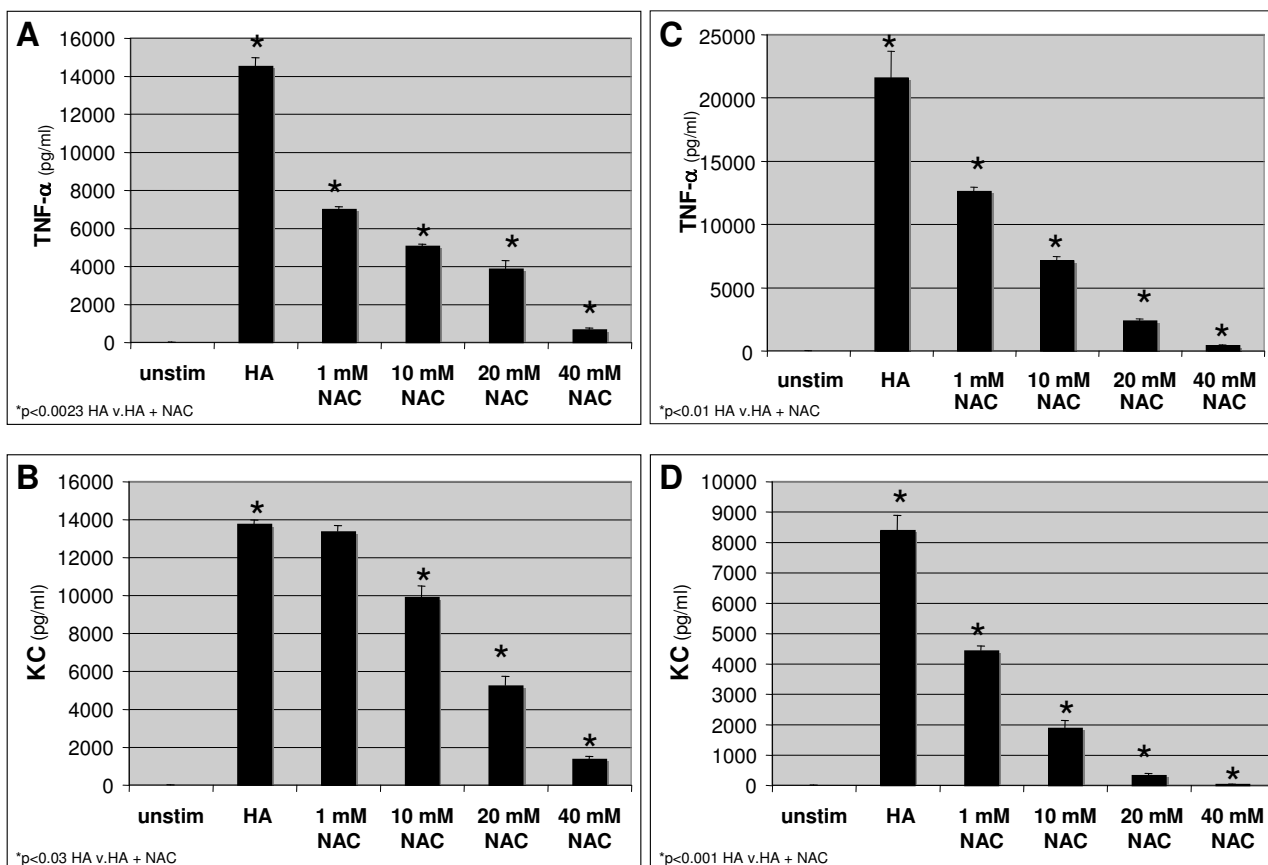 A
TNF-α (pg/ml)
16000
14000
12000
10000
8000
6000
4000
2000
0
*
*
*
*
*
unstim HA 1 mM 10 mM 20 mM 40 mM
NAC NAC NAC NAC
*p<0.0023 HA v.HA + NAC
C
TNF-α (pg/ml)
25000
20000
15000
10000
5000
0
*
*
*
*
*
unstim HA 1 mM 10 mM 20 mM 40 mM
NAC NAC NAC NAC
*p<0.01 HA v.HA + NAC
B
KC (pg/ml)
16000
14000
12000
10000
8000
6000
4000
2000
0
*
*
*
*
unstim HA 1 mM 10 mM 20 mM 40 mM
NAC NAC NAC NAC
*p<0.03 HA v.HA + NAC
D
KC (pg/ml)
10000
9000
8000
7000
6000
5000
4000
3000
2000
1000
0
*
*
*
*
*
unstim HA 1 mM 10 mM 20 mM 40 mM
NAC NAC NAC NAC
*p<0.001 HA v.HA + NAC